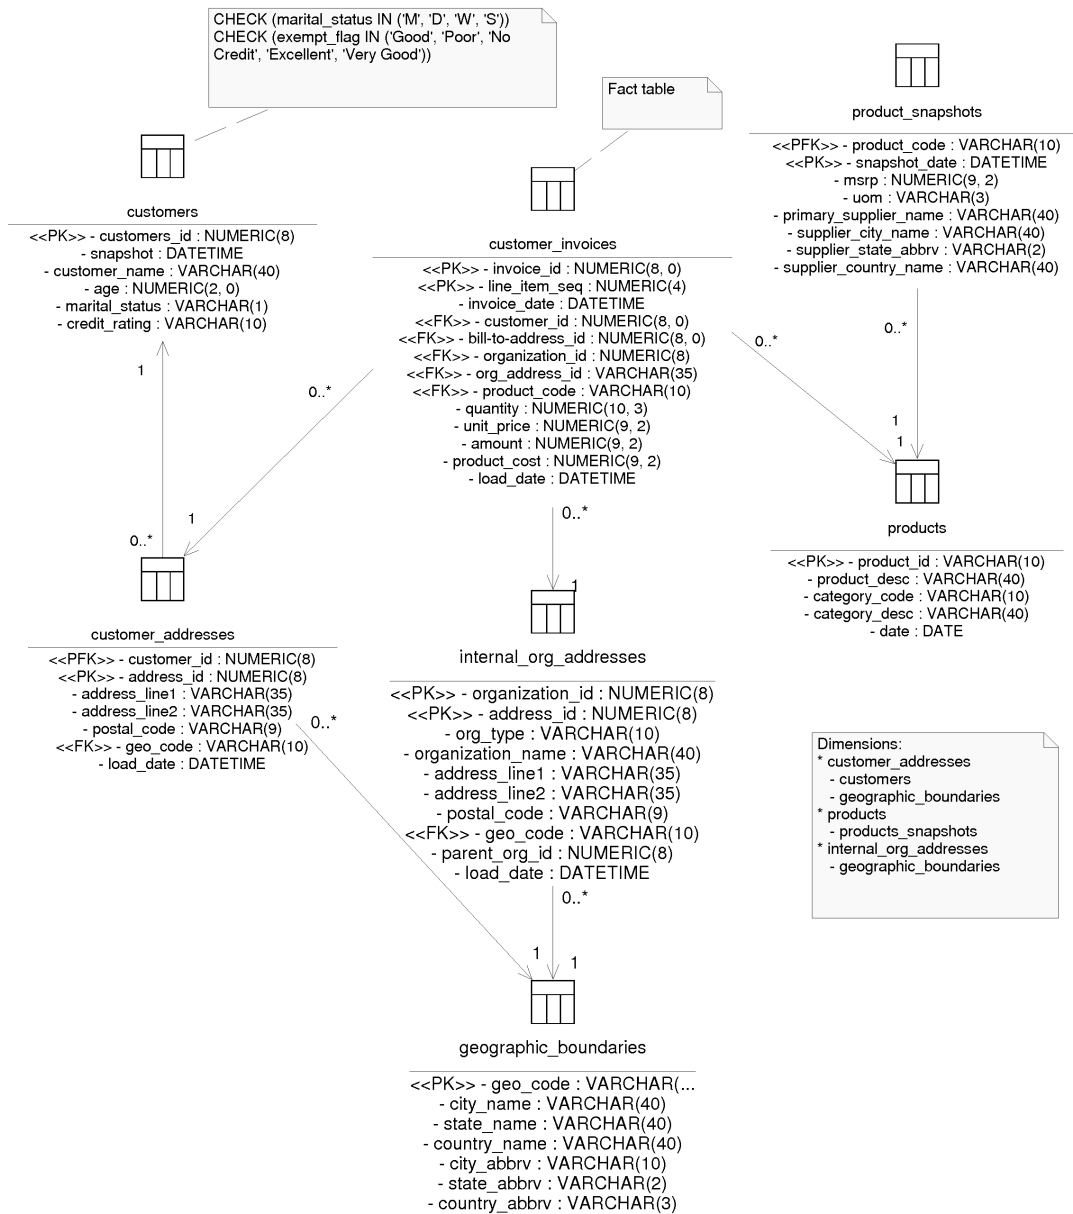 CHECK (marital_status IN ('M', 'D', 'W', 'S'))
CHECK (exempt_flag IN ('Good', 'Poor', 'No
Credit', 'Excellent', 'Very Good'))
Fact table
product_snapshots
<<PFK>> - product_code : VARCHAR(10)
<<PK>> - snapshot_date : DATETIME
- msrp : NUMERIC(9, 2)
- uom : VARCHAR(3)
- primary_supplier_name : VARCHAR(40)
- supplier_city_name : VARCHAR(40)
- supplier_state_abbrv : VARCHAR(2)
- supplier_country_name : VARCHAR(40)
customers
<<PK>> - customers_id : NUMERIC(8)
- snapshot : DATETIME
- customer_name : VARCHAR(40)
- age : NUMERIC(2, 0)
- marital_status : VARCHAR(1)
- credit_rating : VARCHAR(10)
customer_invoices
<<PK>> - invoice_id : NUMERIC(8, 0)
<<PK>> - line_item_seq : NUMERIC(4)
- invoice_date : DATETIME
<<FK>> - customer_id : NUMERIC(8, 0)
<<FK>> - bill-to-address_id : NUMERIC(8, 0)
<<FK>> - organization_id : NUMERIC(8)
<<FK>> - org_address_id : VARCHAR(35)
<<FK>> - product_code : VARCHAR(10)
- quantity : NUMERIC(10, 3)
- unit_price : NUMERIC(9, 2)
- amount : NUMERIC(9, 2)
- product_cost : NUMERIC(9, 2)
- load_date : DATETIME
0..*
0..*
1
0..*
1
1
1
0..*
0..*
1
products
<<PK>> - product_id : VARCHAR(10)
- product_desc : VARCHAR(40)
- category_code : VARCHAR(10)
- category_desc : VARCHAR(40)
- date : DATE
customer_addresses
<<PFK>> - customer_id : NUMERIC(8)
<<PK>> - address_id : NUMERIC(8)
- address_line1 : VARCHAR(35)
- address_line2 : VARCHAR(35)
- postal_code : VARCHAR(9)
<<FK>> - geo_code : VARCHAR(10)
- load_date : DATETIME
0..*
internal_org_addresses
<<PK>> - organization_id : NUMERIC(8)
<<PK>> - address_id : NUMERIC(8)
- org_type : VARCHAR(10)
- organization_name : VARCHAR(40)
- address_line1 : VARCHAR(35)
- address_line2 : VARCHAR(35)
- postal_code : VARCHAR(9)
<<FK>> - geo_code : VARCHAR(10)
- parent_org_id : NUMERIC(8)
- load_date : DATETIME
Dimensions:
* customer_addresses
- customers
- geographic_boundaries
* products
- products_snapshots
* internal_org_addresses
- geographic_boundaries
0..*
1
1
geographic_boundaries
<<PK>> - geo_code : VARCHAR(...
- city_name : VARCHAR(40)
- state_name : VARCHAR(40)
- country_name : VARCHAR(40)
- city_abbrv : VARCHAR(10)
- state_abbrv : VARCHAR(2)
- country_abbrv : VARCHAR(3)